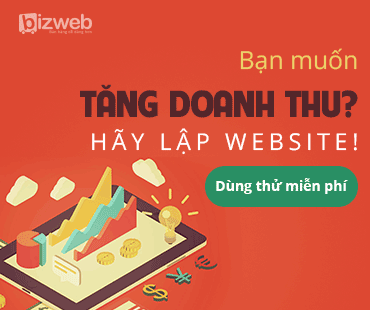 bizweb
Bạn muốn
TĂNG DOANH THU?
HÃY LẬP WEBSITE!
Dùng thử miễn phí